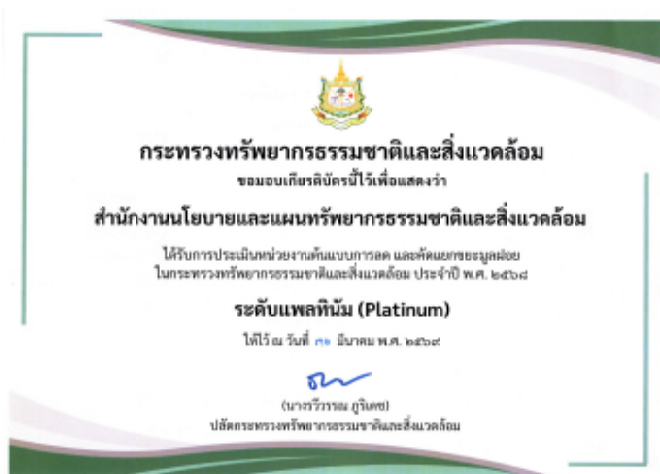 กระทรวงทรัพยากรธรรมชาติและสิ่งแวดล้อม
ขอมอบเกียรติบัตรนี้ไว้เพื่อแสดงว่า
สำนักงานนโยบายและแผนทรัพยากรธรรมชาติและสิ่งแวดล้อม
ได้รับการประเมินหน่วยงานต้นแบบการลด และคัดแยกขยะมูลฝอย
ในกระทรวงทรัพยากรธรรมชาติและสิ่งแวดล้อม ประจำปี พ.ศ. ๒๕๖๘
ระดับแพลทินัม (Platinum)
ให้ไว้ ณ วันที่ ๓๑ มีนาคม พ.ศ. ๒๕๖๙
(นางรวีวรรณ ภูริเดช)
ปลัดกระทรวงทรัพยากรธรรมชาติและสิ่งแวดล้อม